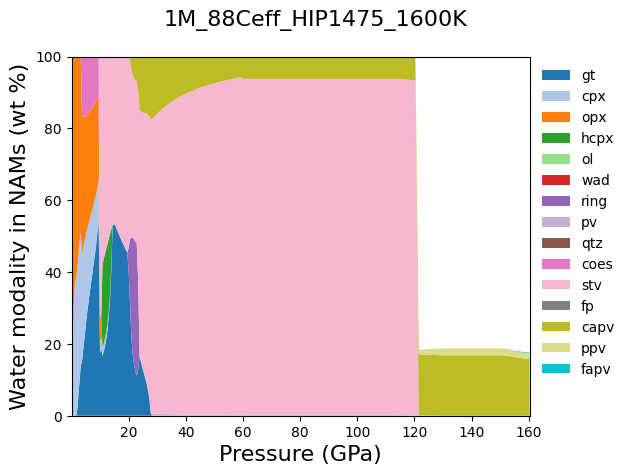 1M_88Ceff_HIP1475_1600K
Water modality in NAMs (wt %)
100
80
60
40
20
0
20
40
60
80
100
120
140
160
Pressure (GPa)
gt
cpx
opx
hcpx
ol
wad
ring
pv
qtz
coes
stv
fp
capv
ppv
fapv